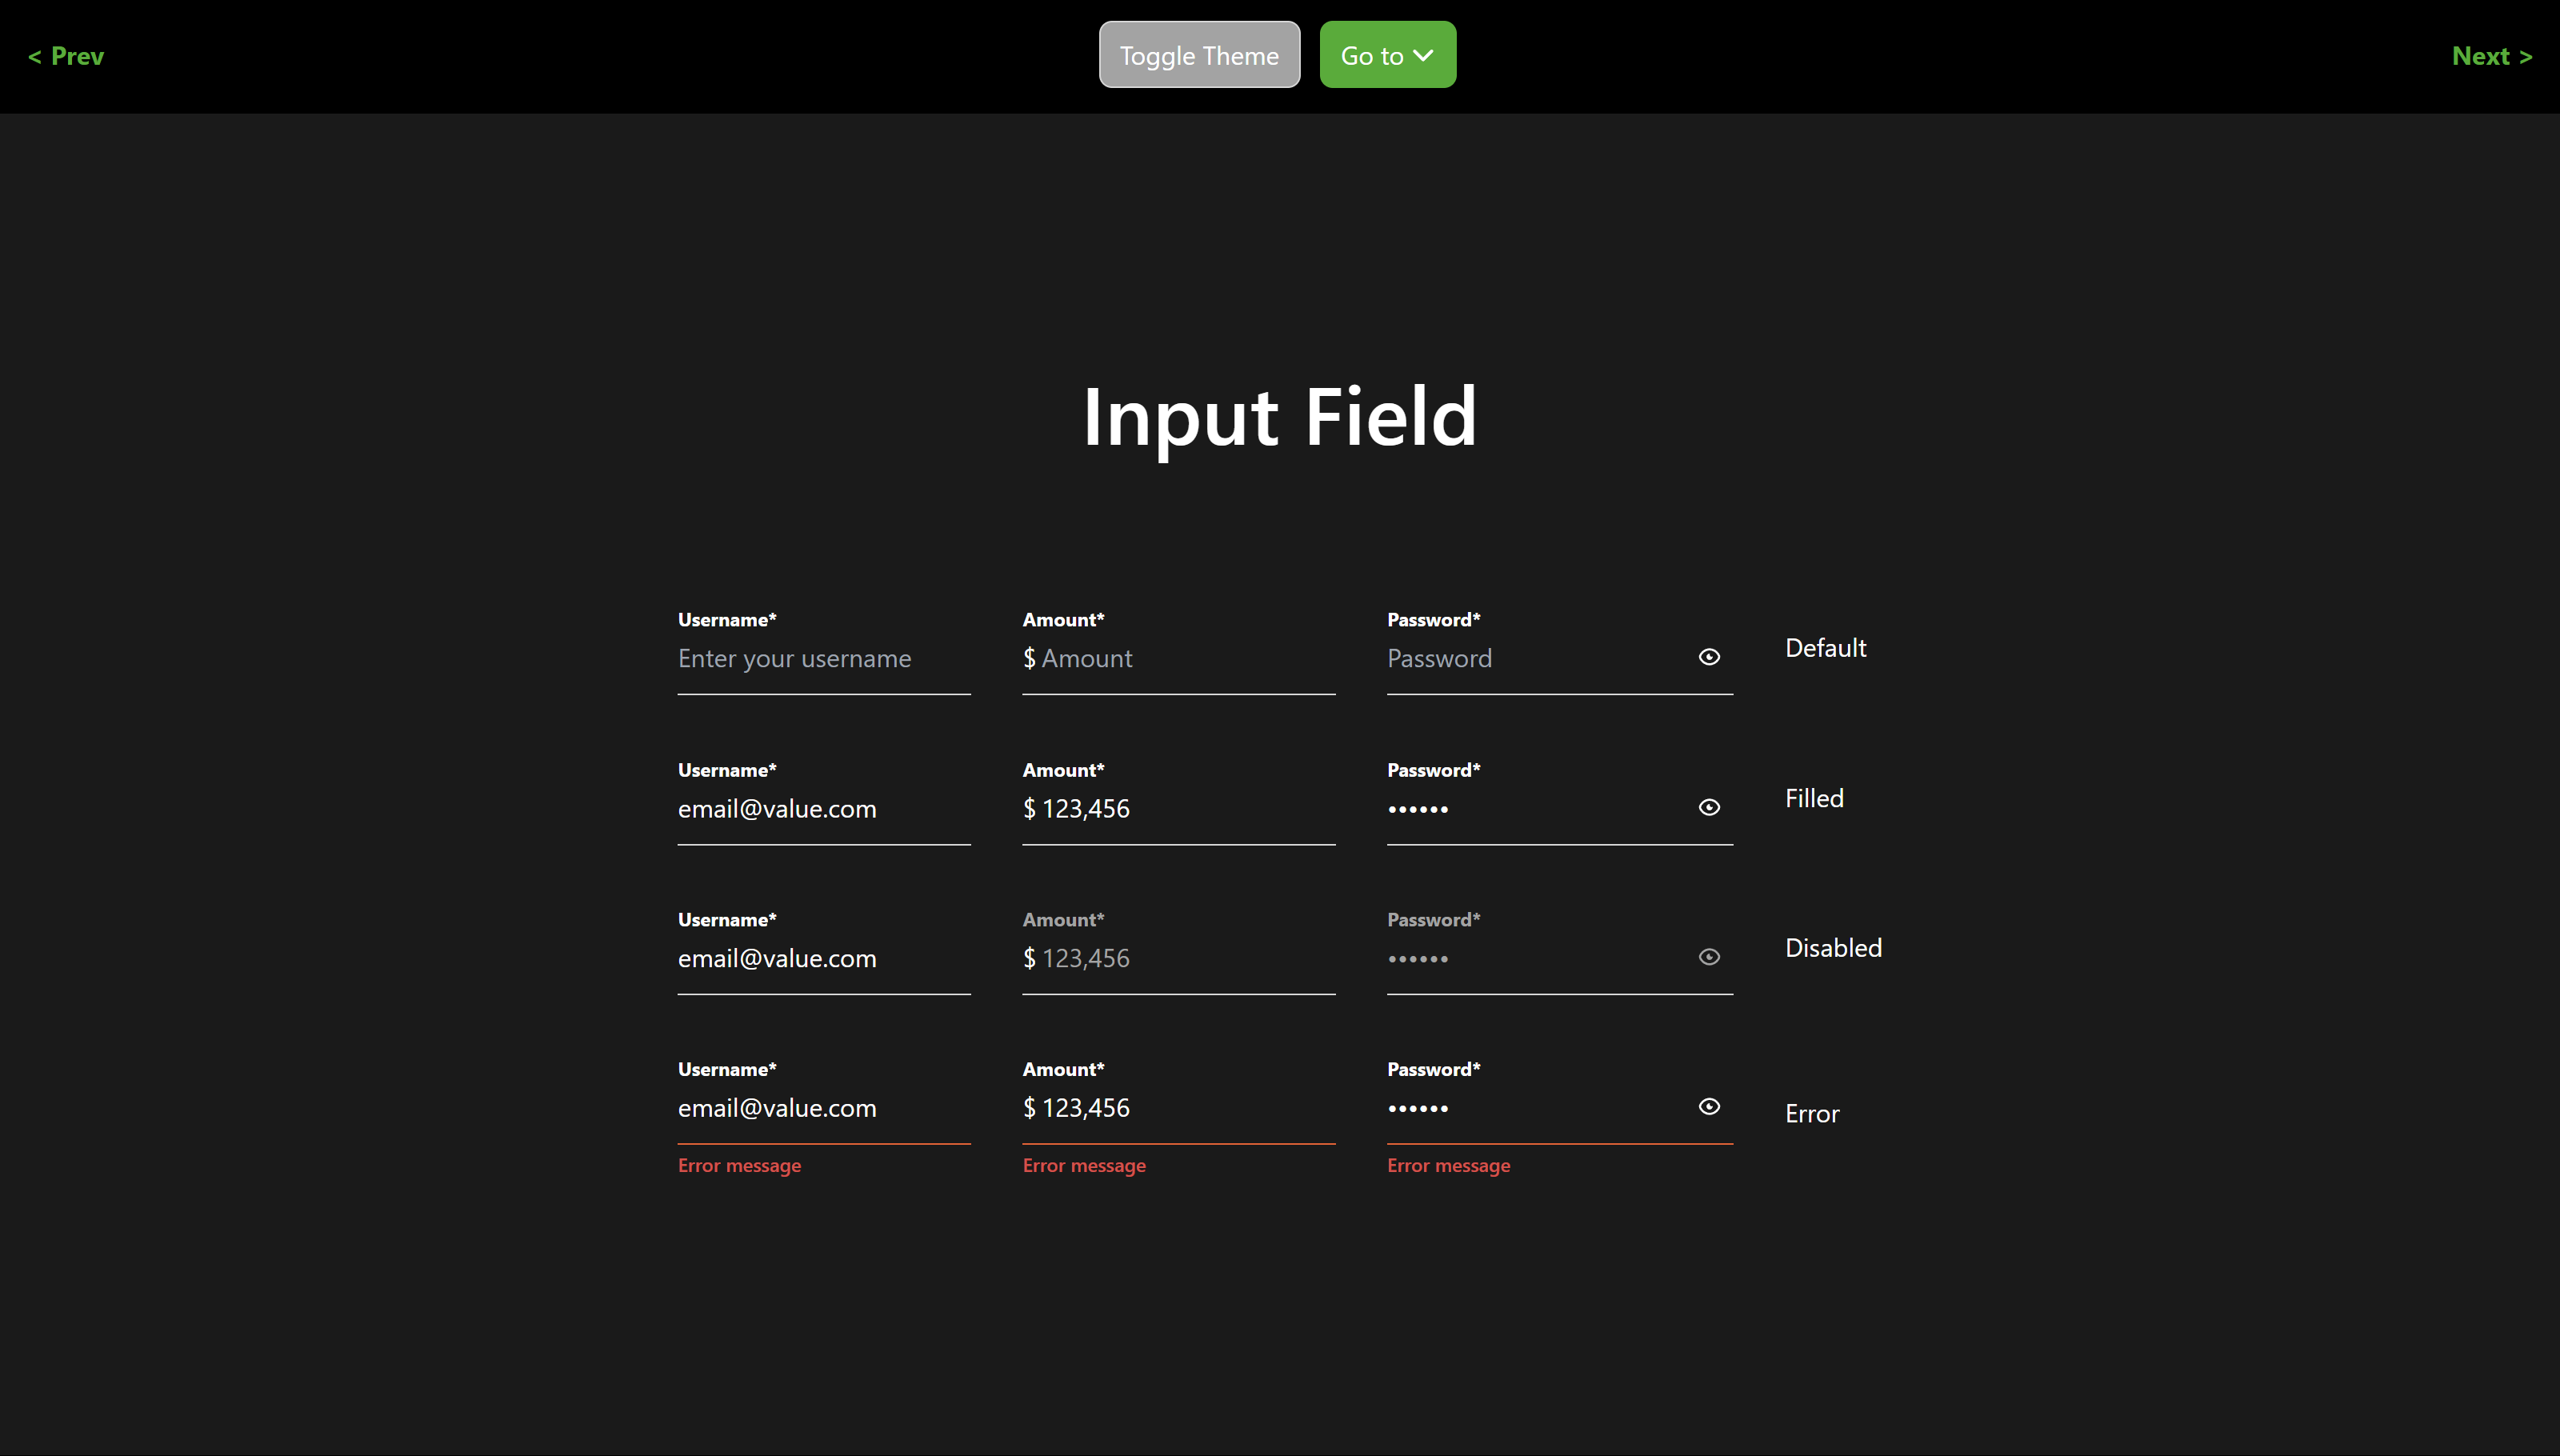 < Prev
Toggle Theme
Go to
Next >
Input Field
Username* Amount* Password*
Enter your username $ Amount Password Default
Username* Amount* Password*
email@value.com $ 123,456 •••••• Filled
Username* Amount* Password*
email@value.com $ 123,456 •••••• Disabled
Username* Amount* Password*
email@value.com $ 123,456 •••••• Error
Error message Error message Error message